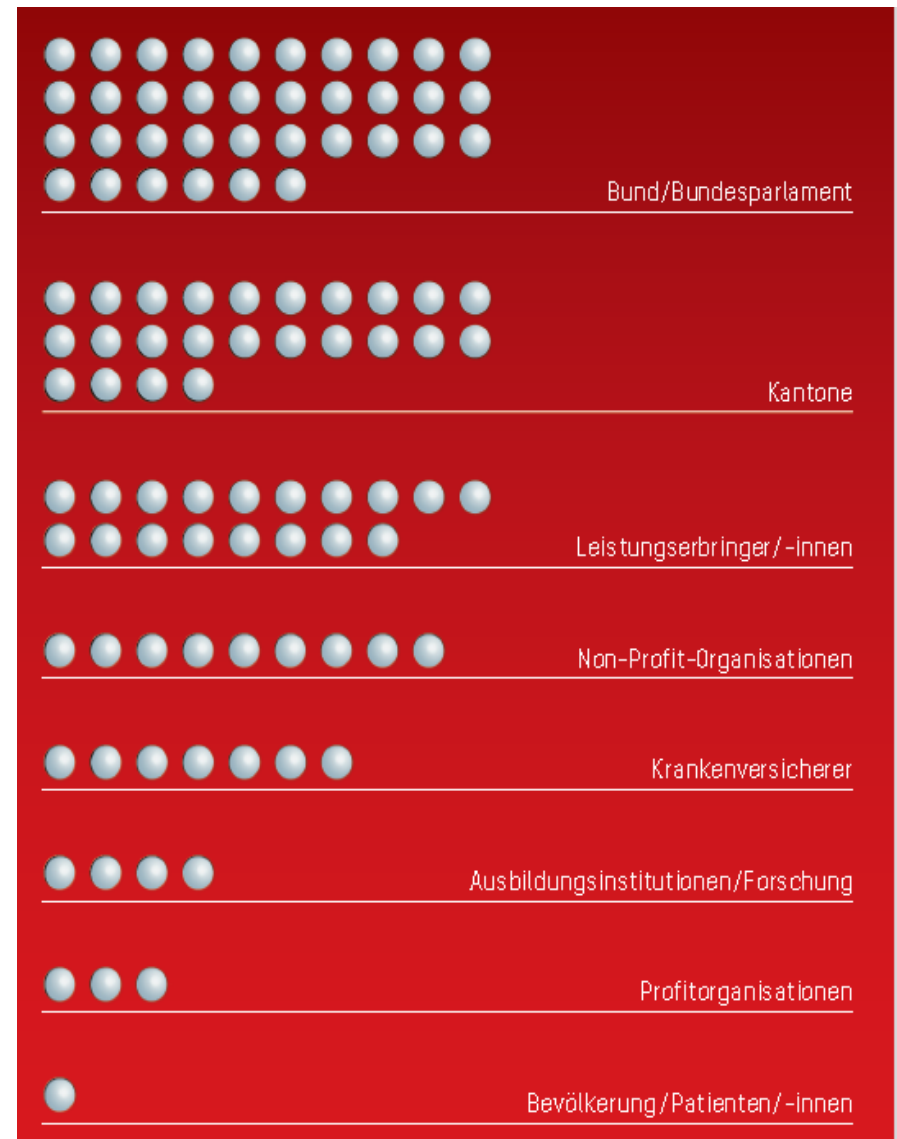 Bund/Bundesparlament
Kantone
Leistungserbringer/-innen
Non-Profit-Organisationen
Krankenversicherer
Ausbildungsinstitutionen/Forschung
Profitorganisationen
Bevölkerung/Patienten/-innen